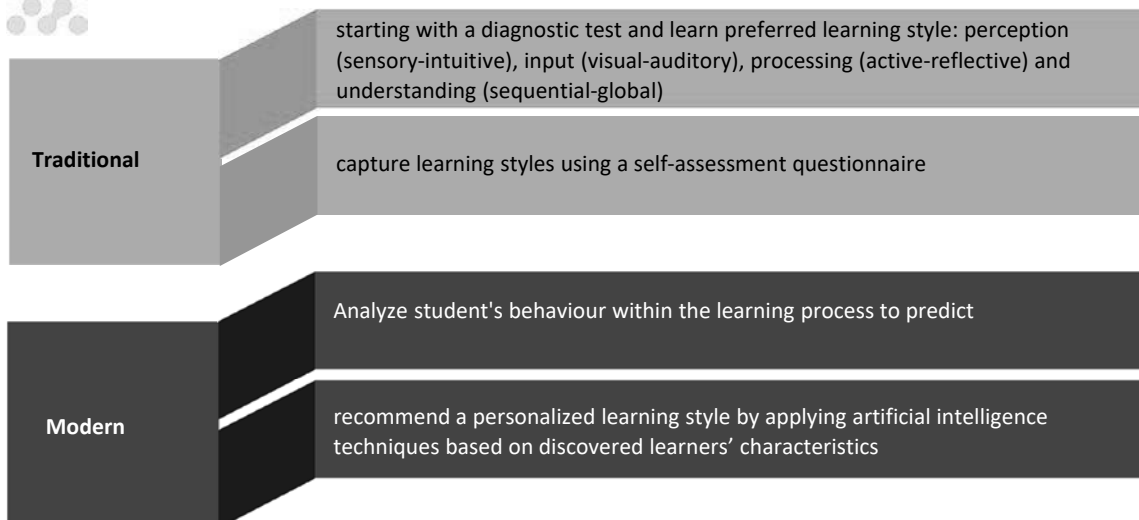 starting with a diagnostic test and learn preferred learning style: perception
(sensory-intuitive), input (visual-auditory), processing (active-reflective) and
understanding (sequential-global)
Traditional
capture learning styles using a self-assessment questionnaire
Analyze student's behaviour within the learning process to predict
Modern
recommend a personalized learning style by applying artificial intelligence
techniques based on discovered learners’ characteristics